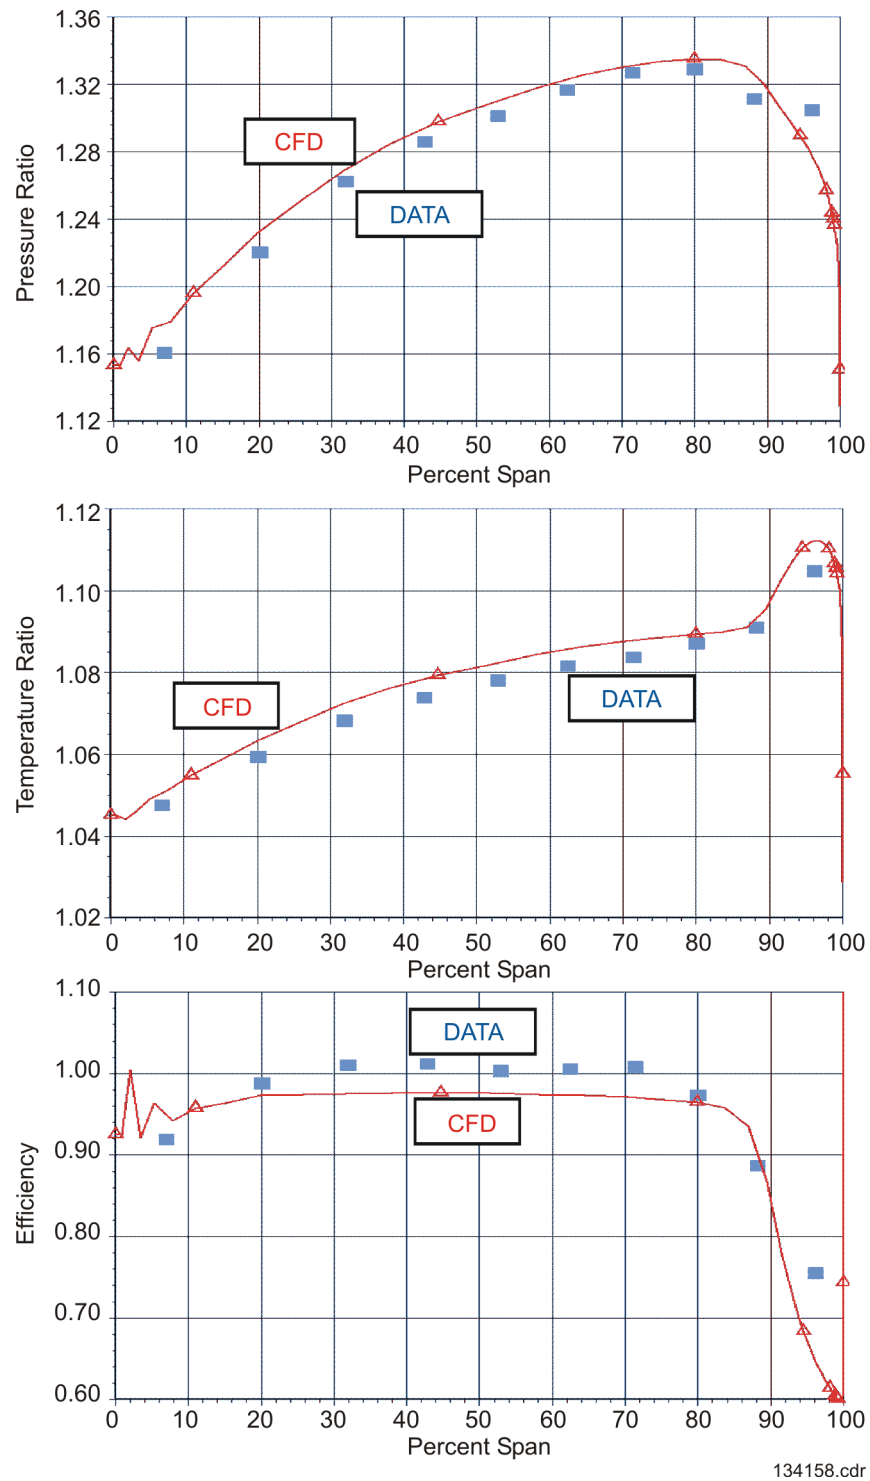 1.36
1.32
1.28
1.24
1.20
1.16
1.12
Pressure Ratio
CFD
DATA
0 10 20 30 40 50 60 70 80 90 100
Percent Span
1.12
1.10
1.08
1.06
1.04
1.02
Temperature Ratio
CFD
DATA
0 10 20 30 40 50 60 70 80 90 100
Percent Span
1.10
1.00
0.90
0.80
0.70
0.60
Efficiency
DATA
CFD
0 10 20 30 40 50 60 70 80 90 100
Percent Span
134158.cdr